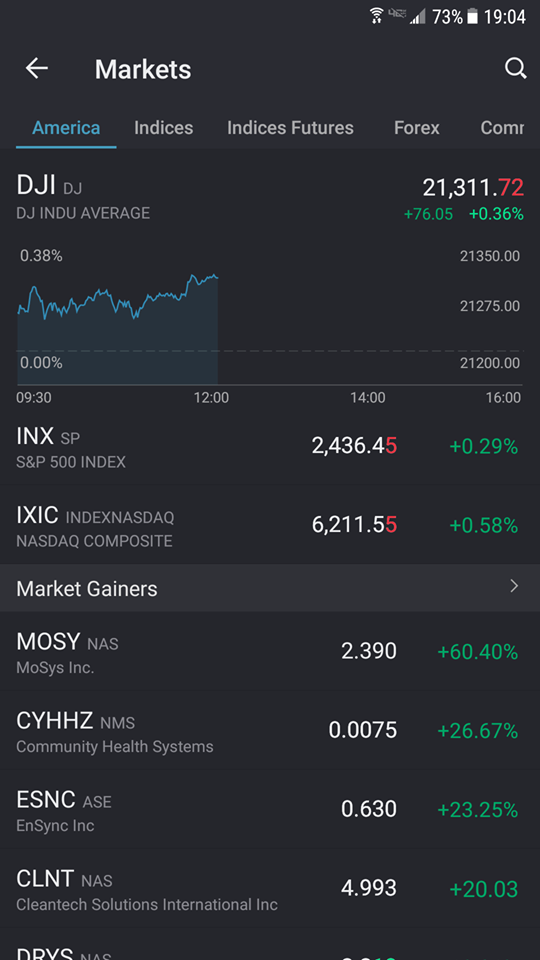 73% 19:04
Markets
America Indices Indices Futures Forex Comm
DJI DJ 21,311.72
DJ INDU AVERAGE +76.05 +0.36%
0.38% 21350.00
21275.00
0.00% 21200.00
09:30 12:00 14:00 16:00
INX SP 2,436.45 +0.29%
S&P 500 INDEX
IXIC INDEXNASDAQ 6,211.55 +0.58%
NASDAQ COMPOSITE
Market Gainers
MOSY NAS 2.390 +60.40%
MoSys Inc.
CYHHZ NMS 0.0075 +26.67%
Community Health Systems
ESNC ASE 0.630 +23.25%
EnSync Inc
CLNT NAS 4.993 +20.03
Cleantech Solutions International Inc
DRYS NAS